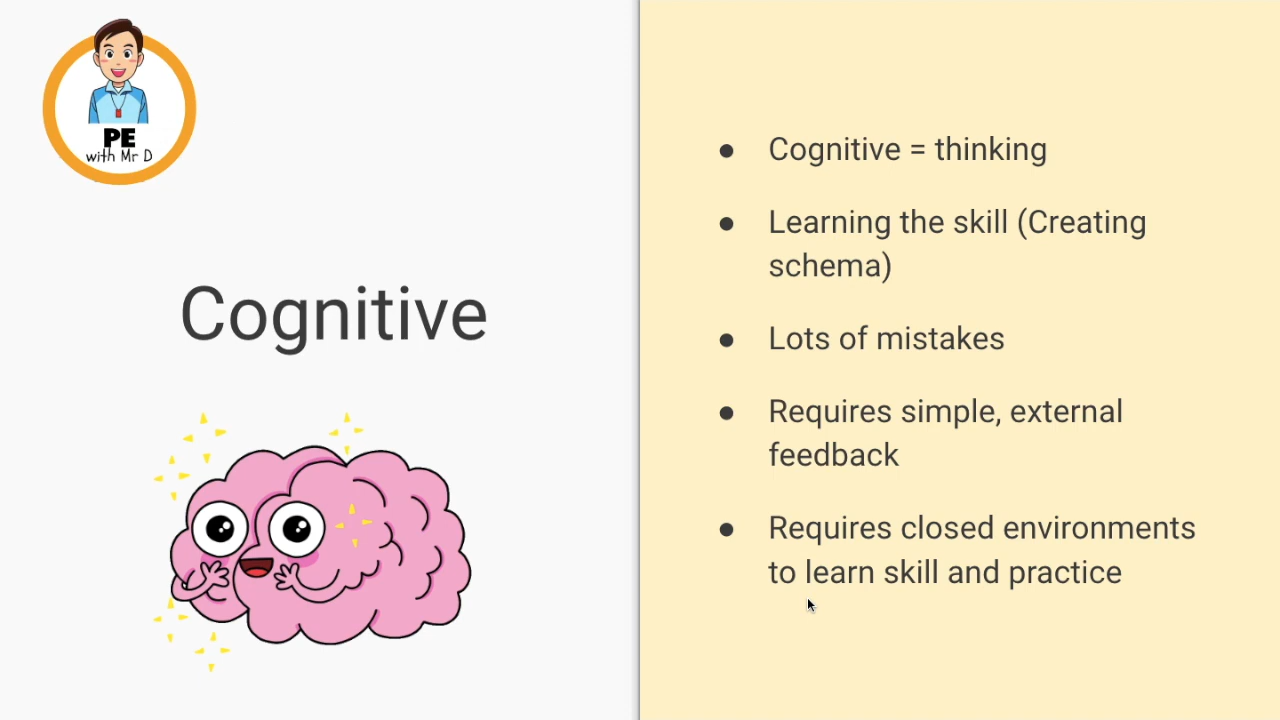 PE
with Mr D
Cognitive
● Cognitive = thinking
● Learning the skill (Creating
schema)
● Lots of mistakes
● Requires simple, external
feedback
● Requires closed environments
to learn skill and practice